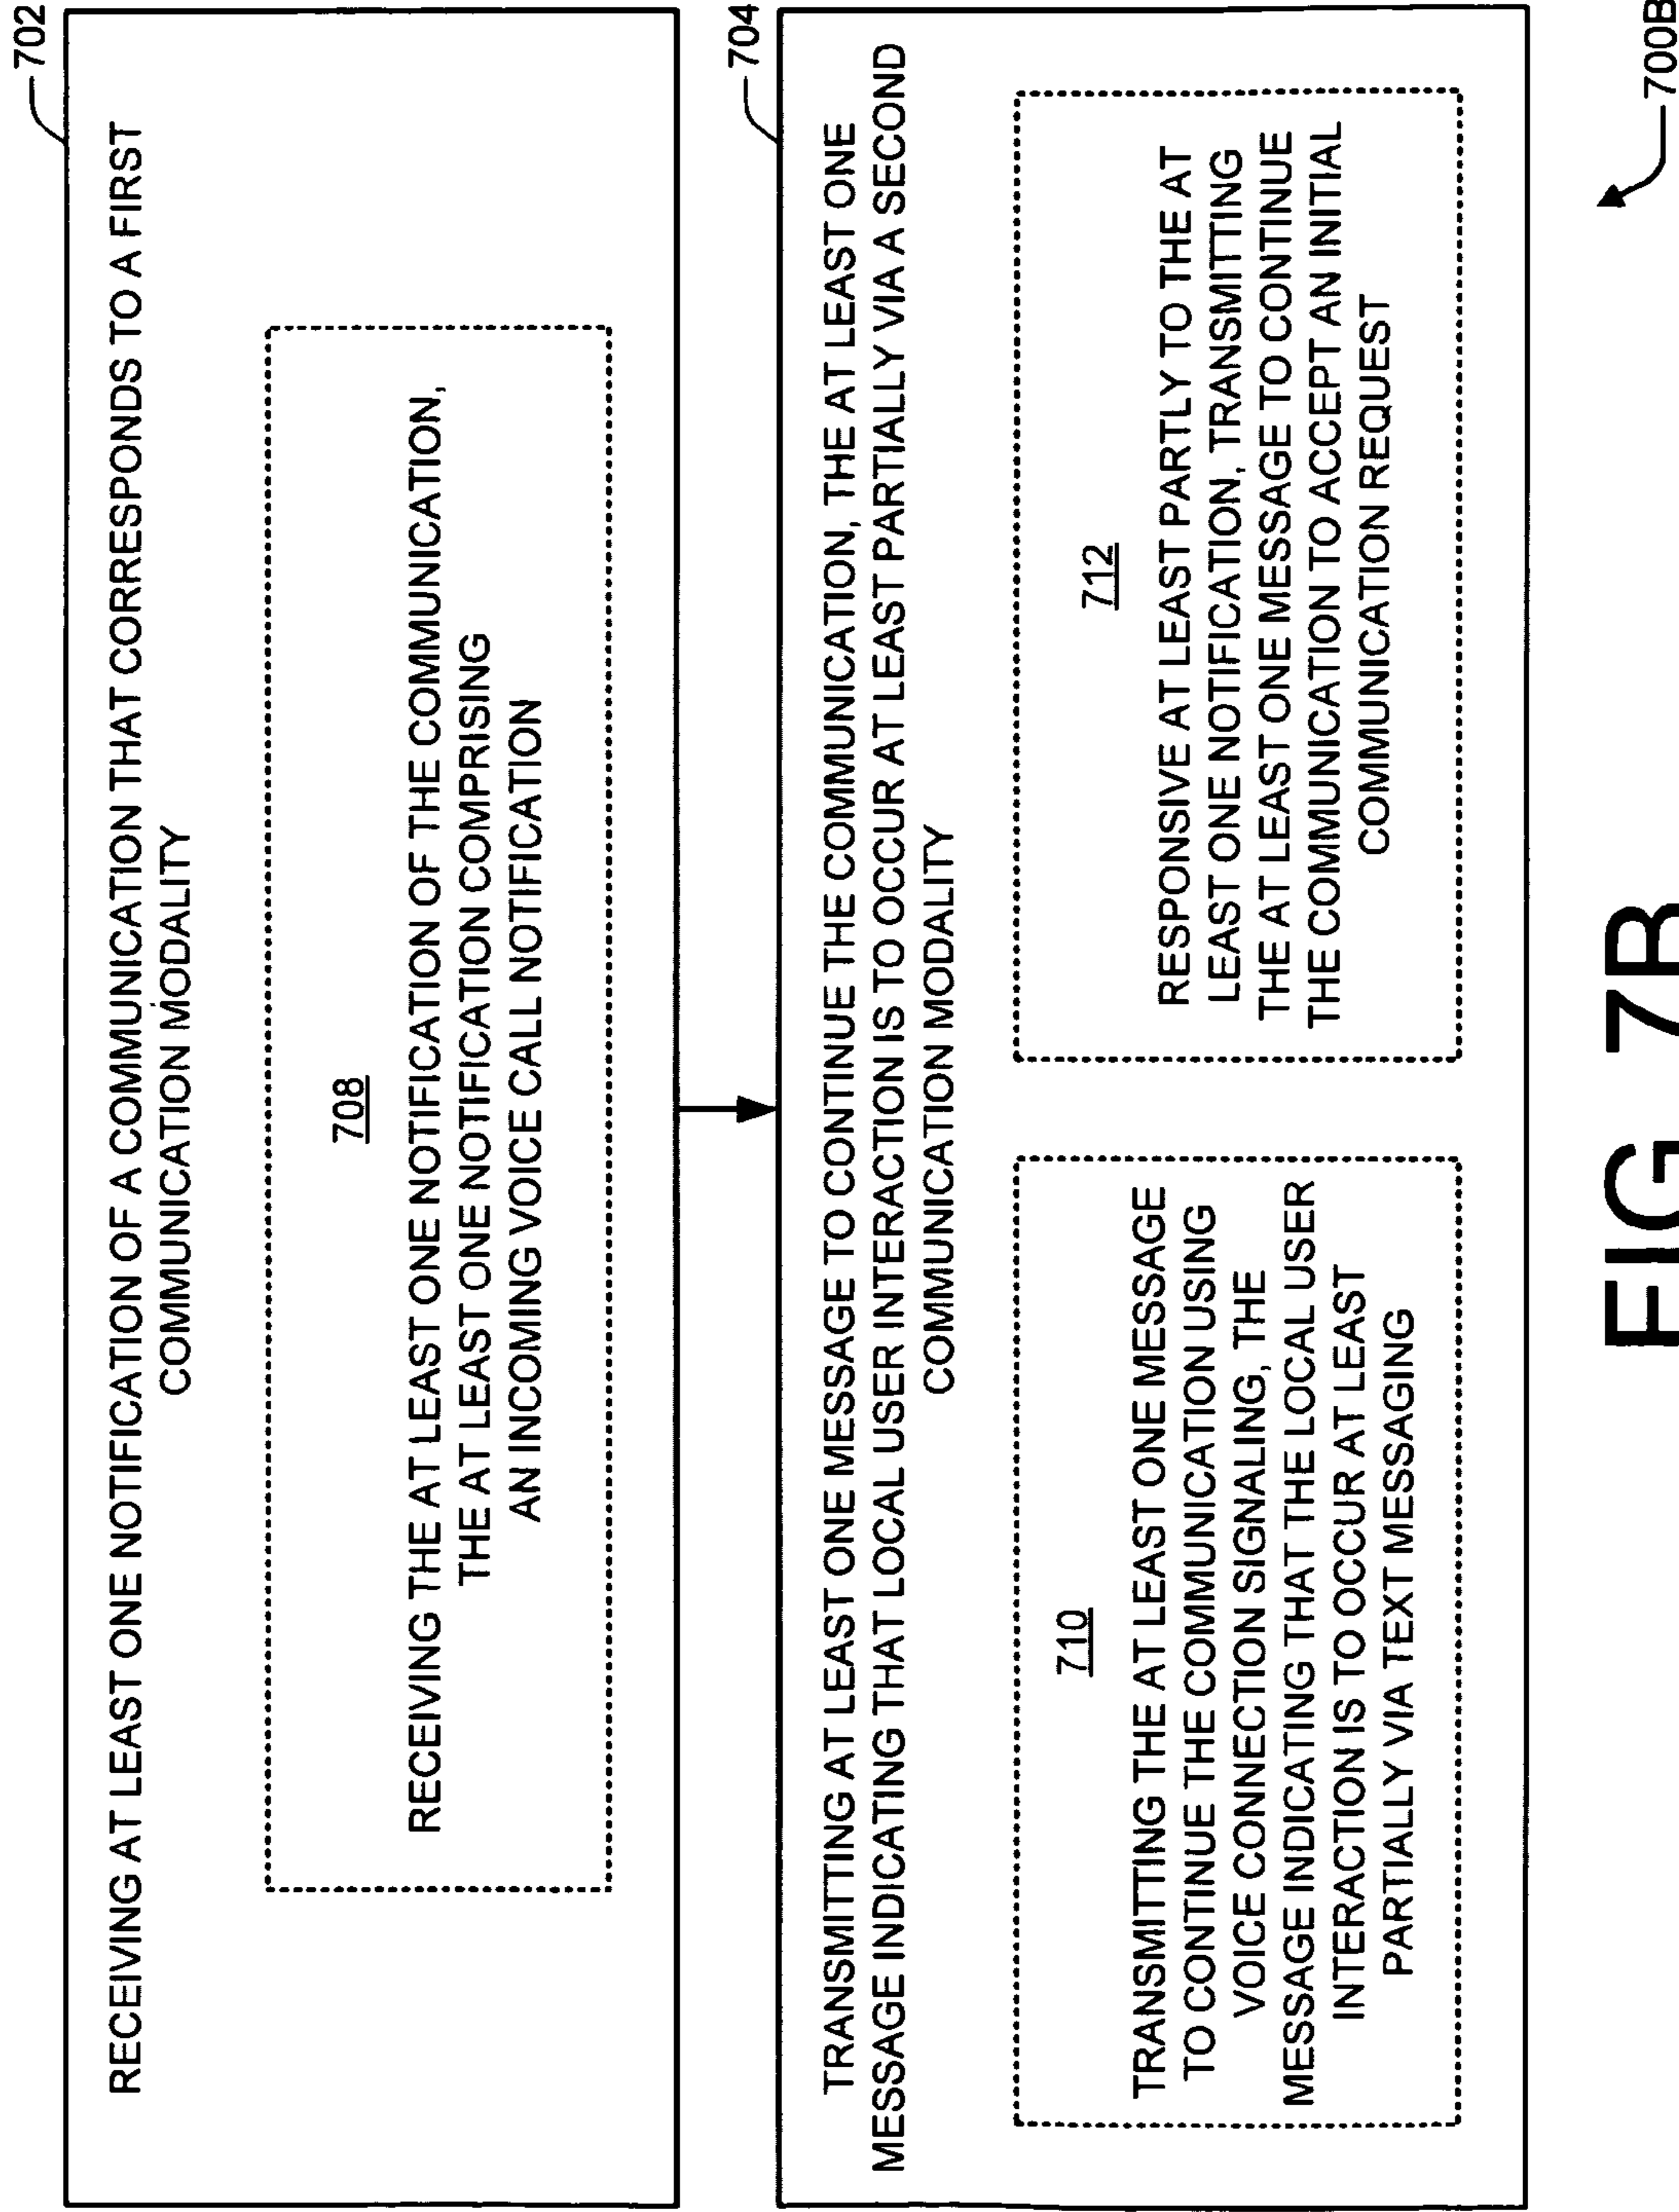 702
RECEIVING AT LEAST ONE NOTIFICATION OF A COMMUNICATION THAT CORRESPONDS TO A FIRST
COMMUNICATION MODALITY
708
RECEIVING THE AT LEAST ONE NOTIFICATION OF THE COMMUNICATION,
THE AT LEAST ONE NOTIFICATION COMPRISING
AN INCOMING VOICE CALL NOTIFICATION
704
TRANSMITTING AT LEAST ONE MESSAGE TO CONTINUE THE COMMUNICATION, THE AT LEAST ONE
MESSAGE INDICATING THAT LOCAL USER INTERACTION IS TO OCCUR AT LEAST PARTIALLY VIA A SECOND
COMMUNICATION MODALITY
710
TRANSMITTING THE AT LEAST ONE MESSAGE
TO CONTINUE THE COMMUNICATION USING
VOICE CONNECTION SIGNALING, THE
MESSAGE INDICATING THAT THE LOCAL USER
INTERACTION IS TO OCCUR AT LEAST
PARTIALLY VIA TEXT MESSAGING
712
RESPONSIVE AT LEAST PARTLY TO THE AT
LEAST ONE NOTIFICATION, TRANSMITTING
THE AT LEAST ONE MESSAGE TO CONTINUE
THE COMMUNICATION TO ACCEPT AN INITIAL
COMMUNICATION REQUEST
700B
FIG 7B